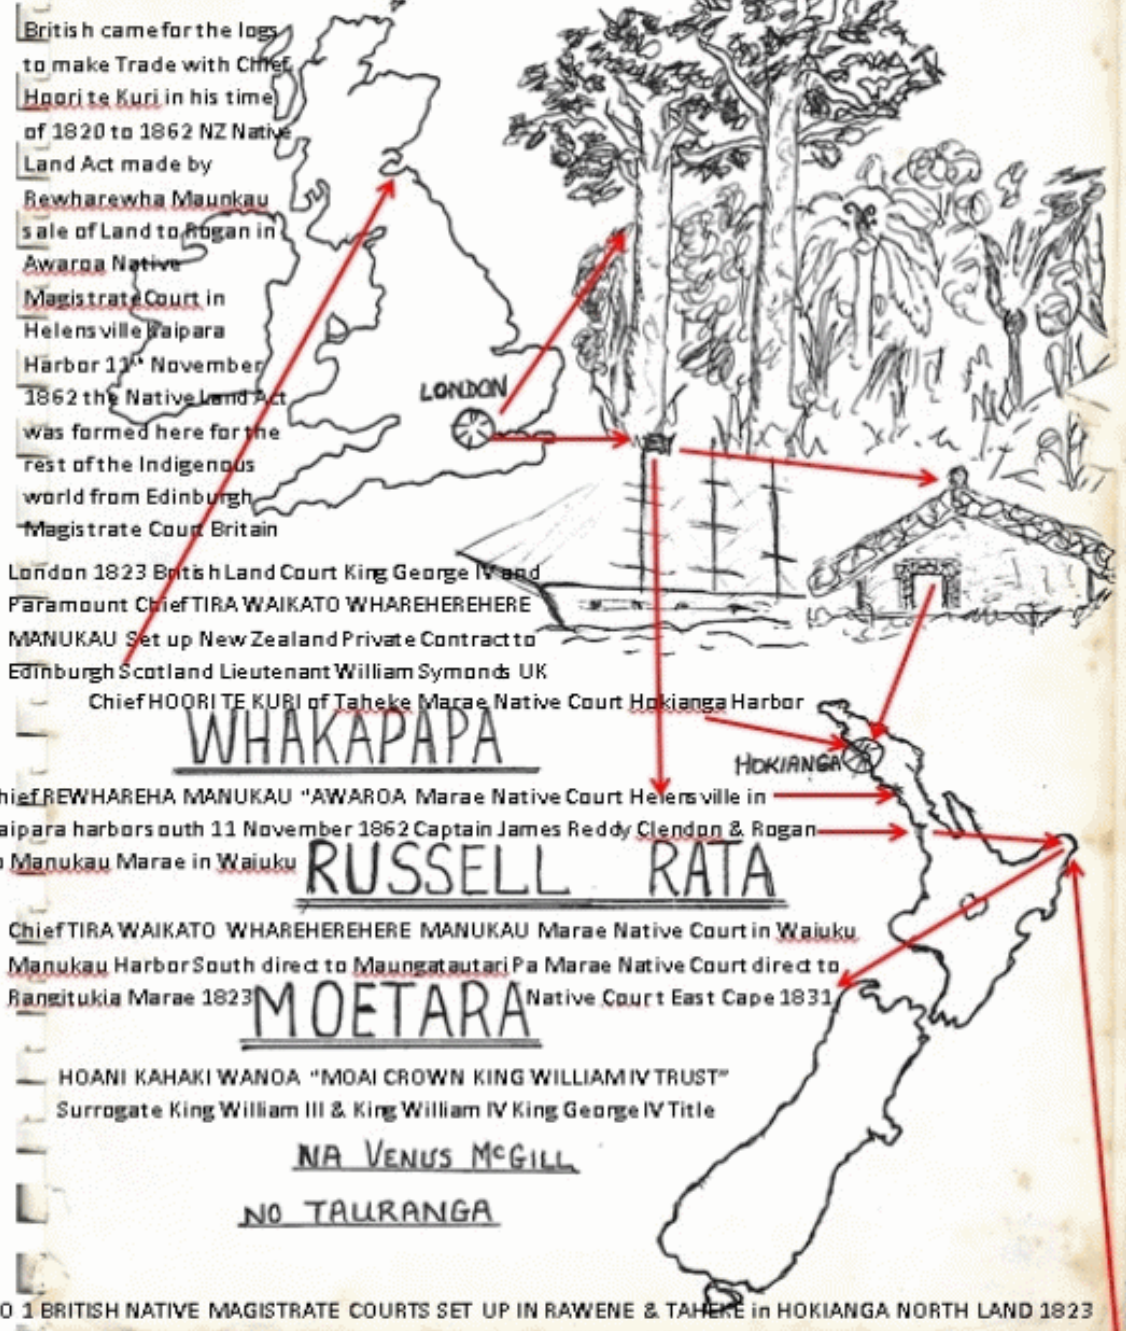 British came for the logs
to make Trade with Chief
Hoori te Kuri in his time
of 1820 to 1862 NZ Native
Land Act made by
Rewharewha Maunkau
sale of Land to Rogan in
Awaroa Native
Magistrate Court in
Helensville Kaipara
Harbor 11th November
1862 the Native Land Act
was formed here for the
rest of the Indigenous
world from Edinburgh
Magistrate Court Britain
LONDON
London 1823 British Land Court King George IV and
Paramount Chief TIRA WAIKATO WHAREHEREHERE
MANUKAU Set up New Zealand Private Contract to
Edinburgh Scotland Lieutenant William Symonds UK
Chief HOORI TE KURI of Taheke Marae Native Court Hokianga Harbor
WHAKAPAPA
HOKIANGA
hief REWHAREHA MANUKAU "AWAROA Marae Native Court Helensville in
aipara harbor south 11 November 1862 Captain James Reddy Clendon & Rogan
o Manukau Marae in Waiuku
RUSSELL RATA
Chief TIRA WAIKATO WHAREHEREHERE MANUKAU Marae Native Court in Waiuku
Manukau Harbor South direct to Maungatautari Pa Marae Native Court direct to
Rangitukia Marae 1823 Native Court East Cape 1831
MOETARA
HOANI KAHAKI WANOA "MOAI CROWN KING WILLIAM IV TRUST"
Surrogate King William III & King William IV King George IV Title
NA VENUS McGILL
NO TAURANGA
O 1 BRITISH NATIVE MAGISTRATE COURTS SET UP IN RAWENE & TAHEKE in HOKIANGA NORTH LAND 1823